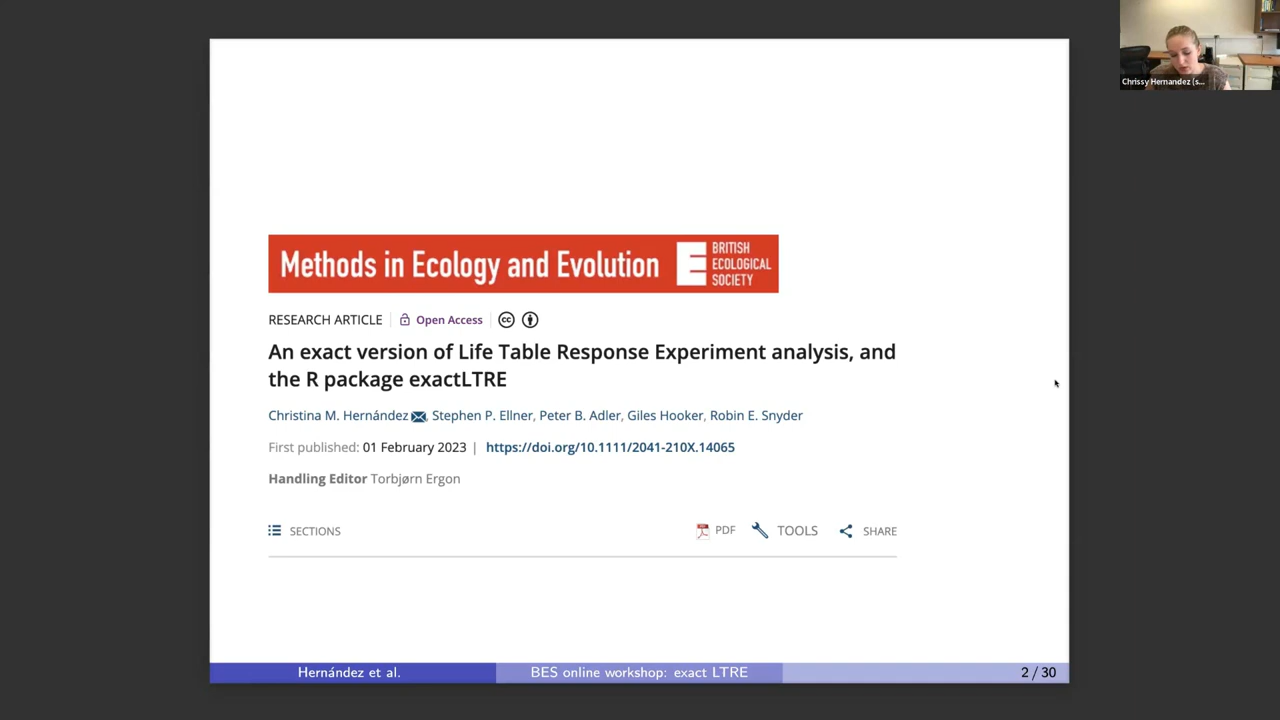 Chrissy Hernandez (s...
Methods in Ecology and Evolution
BRITISH
ECOLOGICAL
SOCIETY
RESEARCH ARTICLE Open Access
An exact version of Life Table Response Experiment analysis, and
the R package exactLTRE
Christina M. Hernández, Stephen P. Ellner, Peter B. Adler, Giles Hooker, Robin E. Snyder
First published: 01 February 2023 | https://doi.org/10.1111/2041-210X.14065
Handling Editor Torbjørn Ergon
SECTIONS PDF TOOLS SHARE
Hernández et al. BES online workshop: exact LTRE 2 / 30